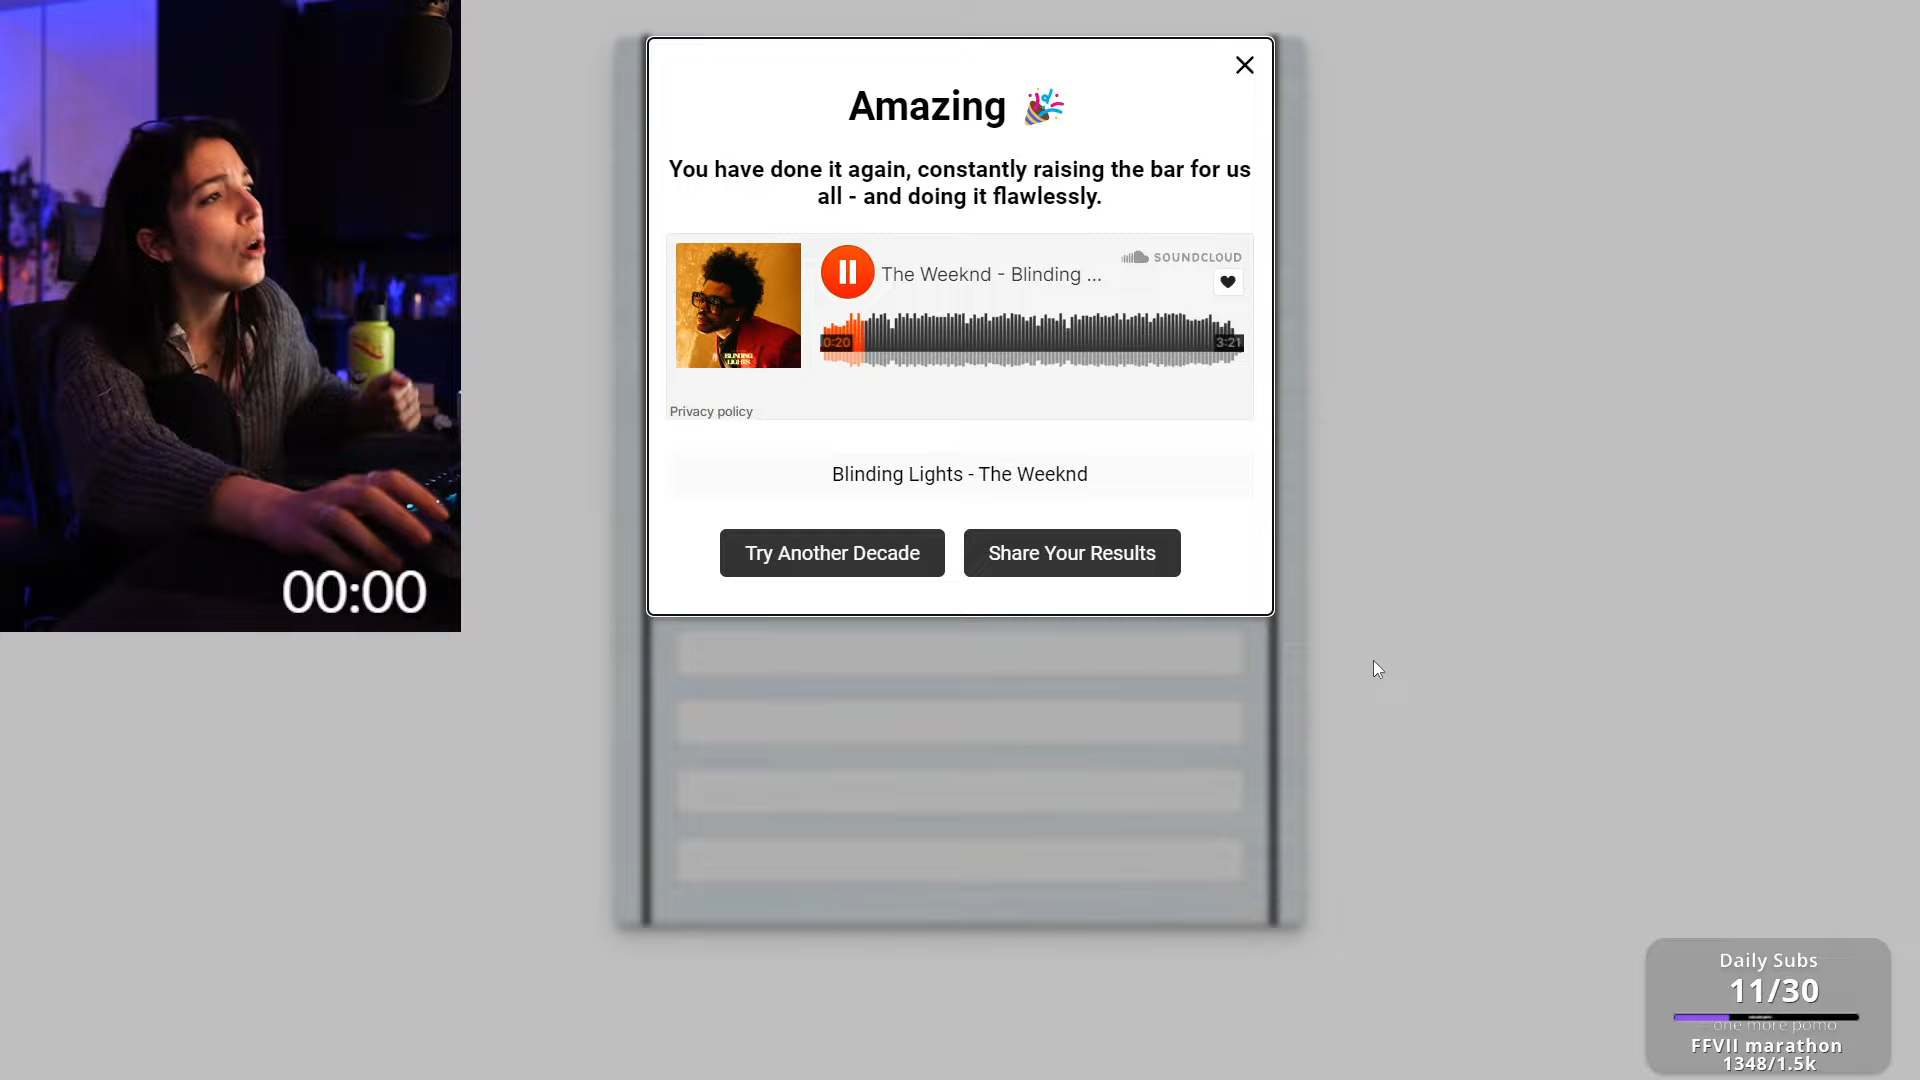 Amazing
You have done it again, constantly raising the bar for us
all - and doing it flawlessly.
SOUNDCLOUD
The Weeknd - Blinding ...
0:20
3:21
BLINDING
LIGHTS
Privacy policy
Blinding Lights - The Weeknd
Try Another Decade
Share Your Results
00:00
Daily Subs
11/30
- one more pomo
FFVII marathon
1348/1.5k